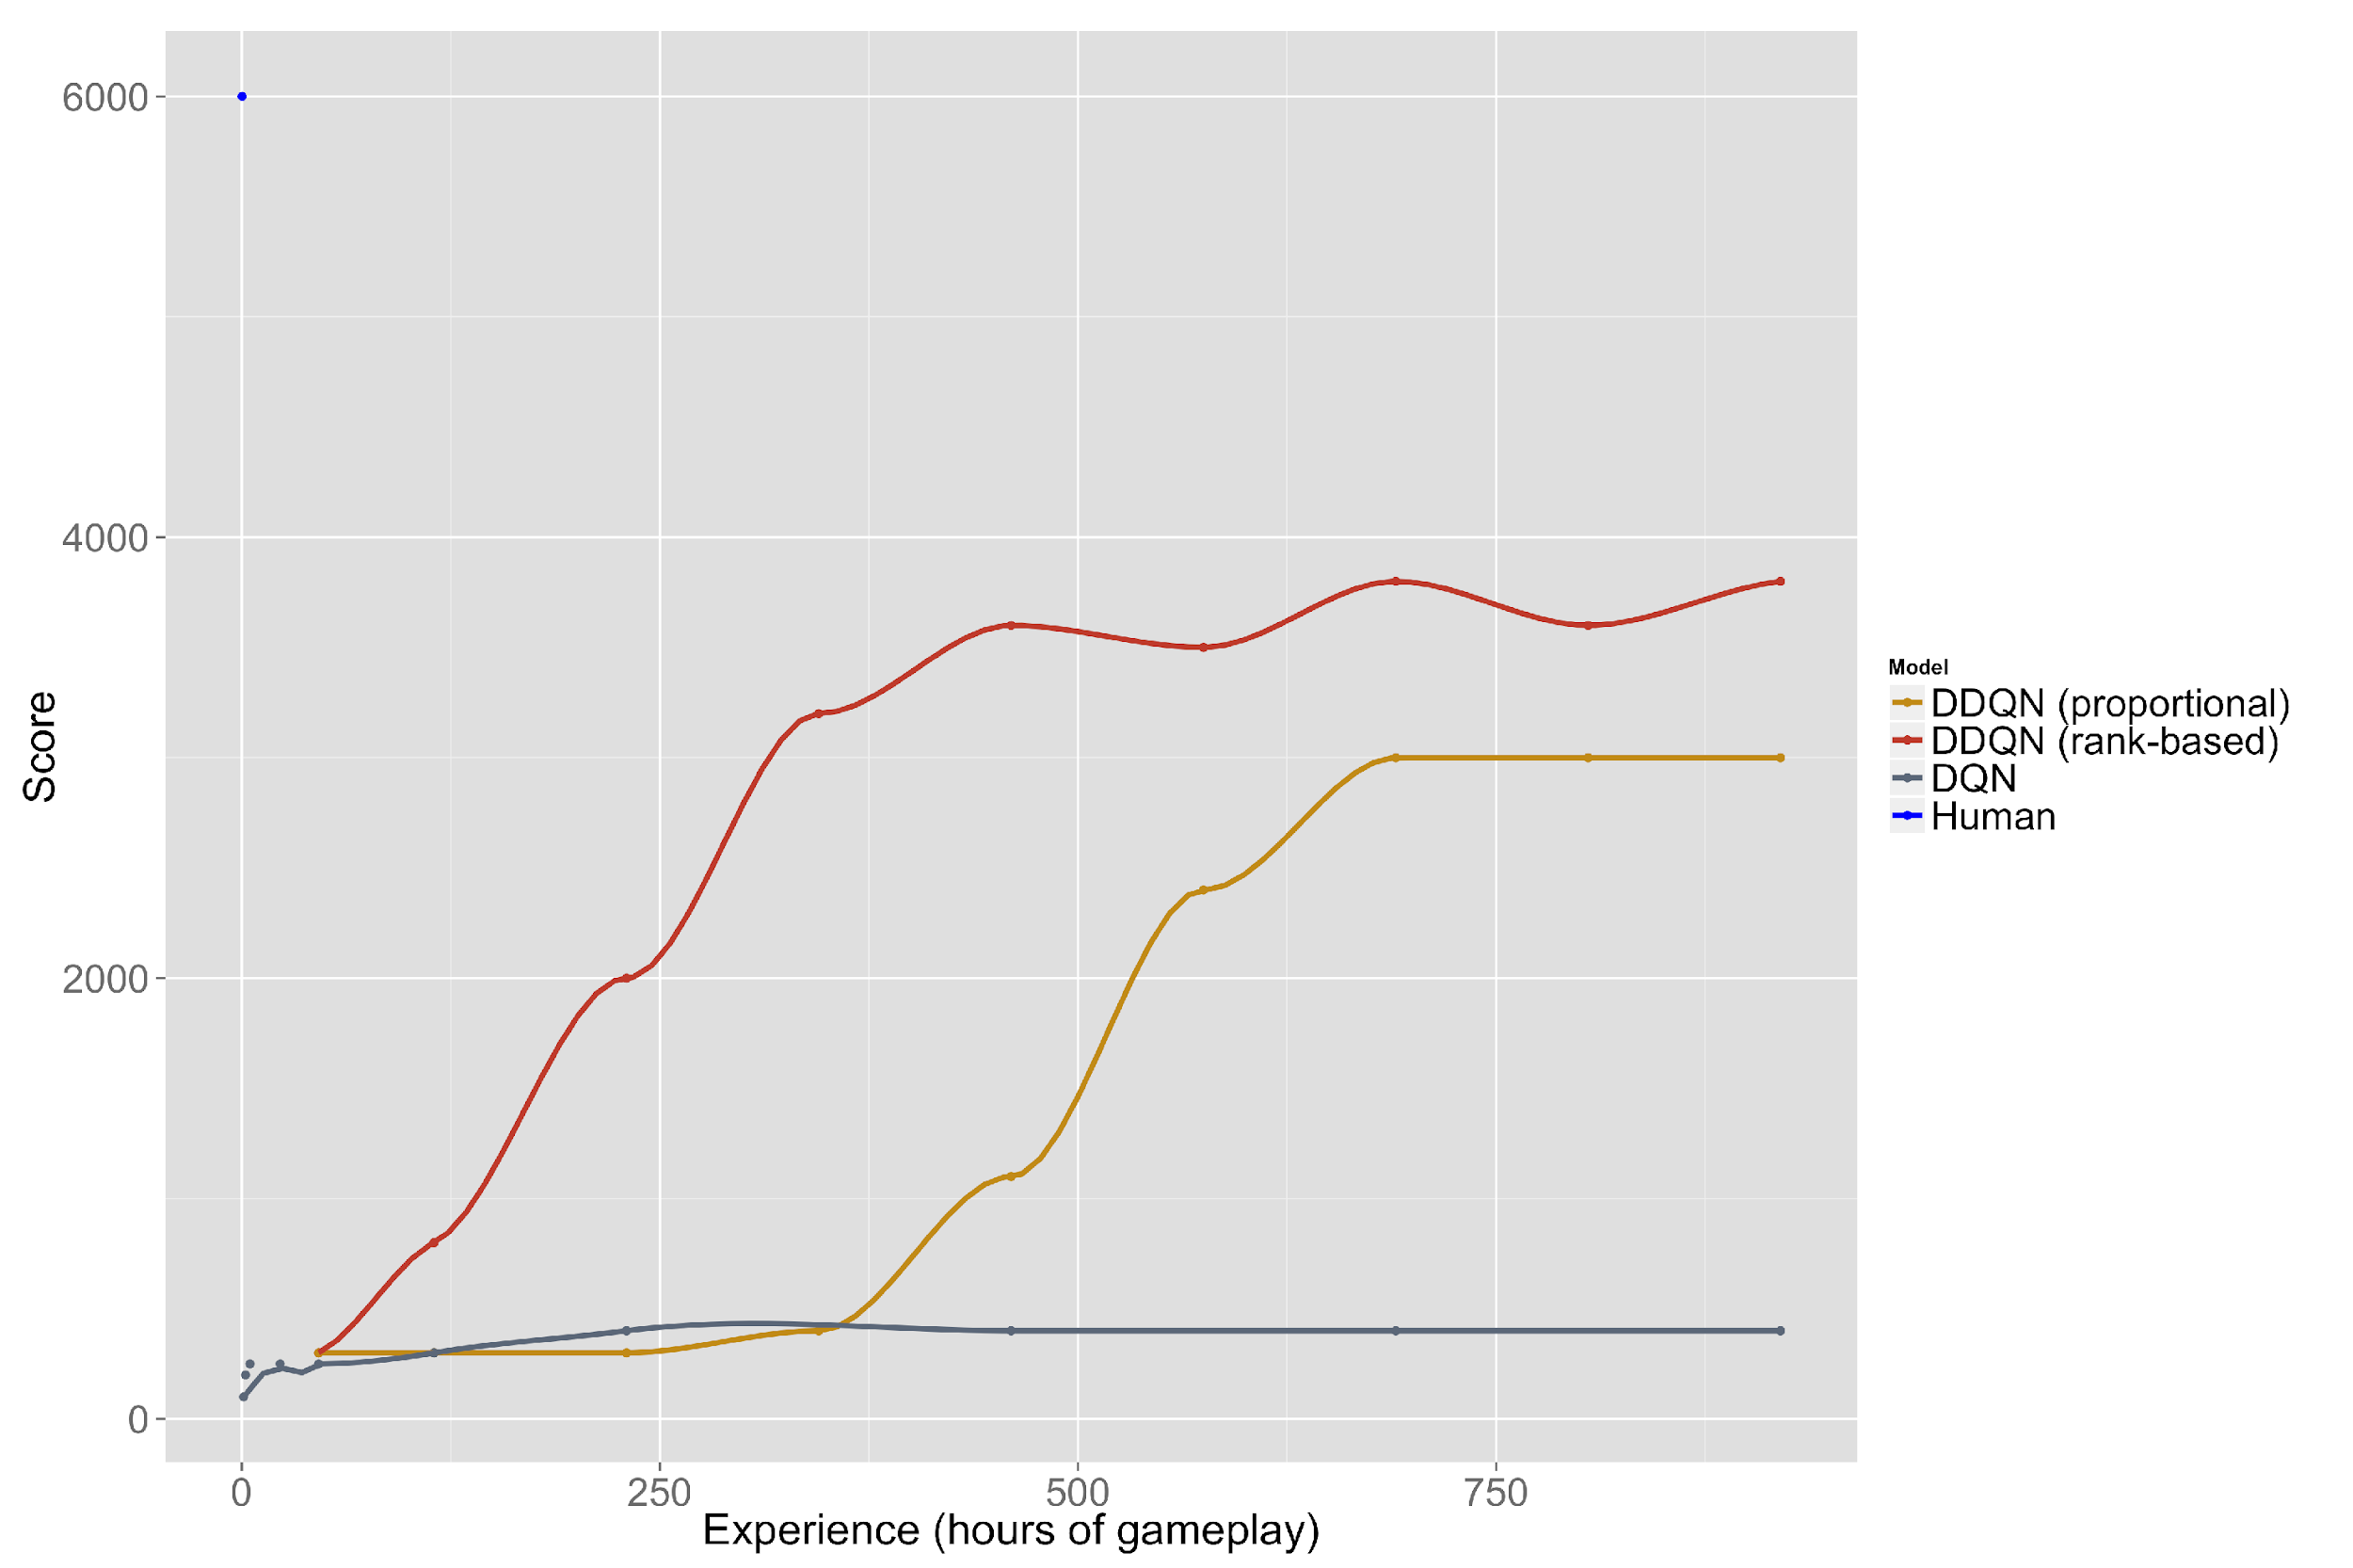 6000
4000
2000
0
Score
0
250
500
750
Experience (hours of gameplay)
Model
DDQN (proportional)
DDQN (rank-based)
DQN
Human